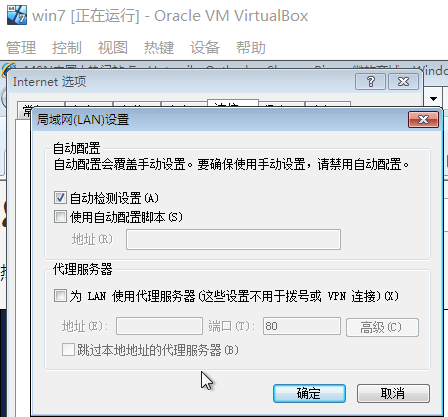 win7 [正在运行] - Oracle VM VirtualBox
管理 控制 视图 热键 设备 帮助
Internet 选项
局域网(LAN)设置
自动配置
自动配置会覆盖手动设置。要确保使用手动设置，请禁用自动配置。
自动检测设置(A)
使用自动配置脚本(S)
地址(R)
代理服务器
为 LAN 使用代理服务器(这些设置不用于拨号或 VPN 连接)(X)
地址(E): 端口(T): 80 高级(C)
跳过本地地址的代理服务器(B)
确定 取消